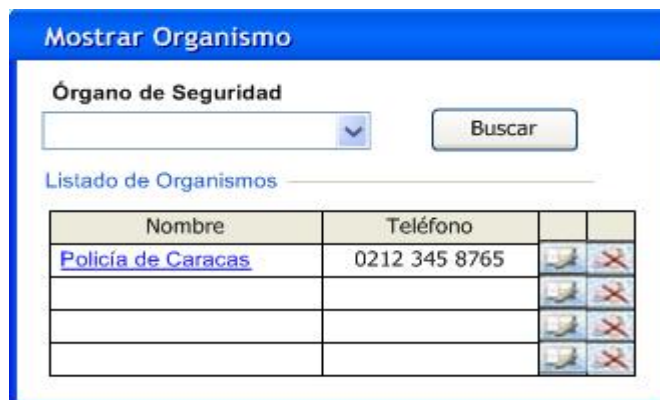 Mostrar Organismo
Órgano de Seguridad
Buscar
Listado de Organismos
Nombre Teléfono
Policía de Caracas 0212 345 8765